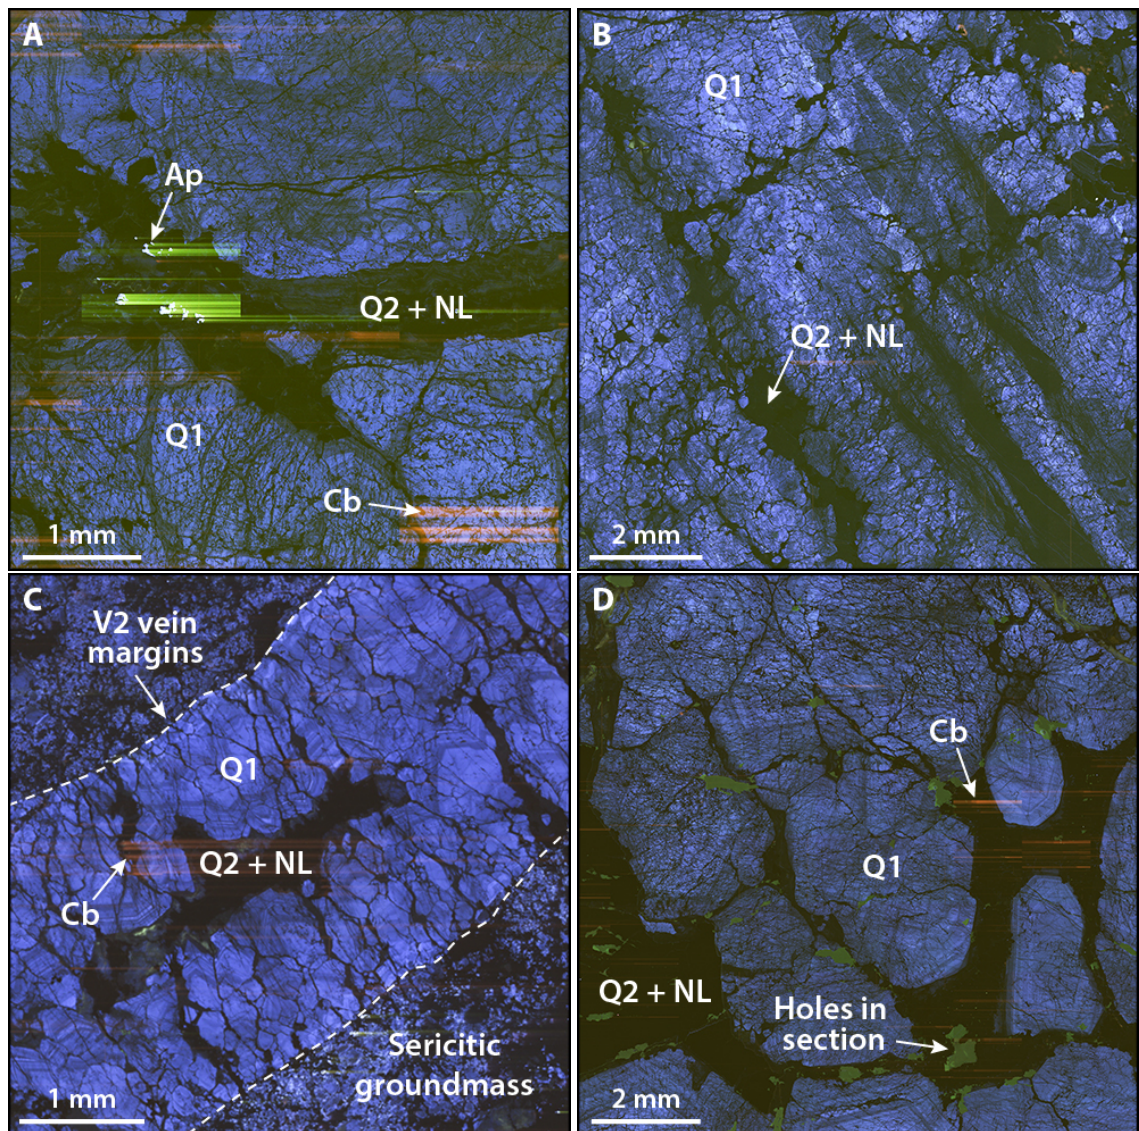 A
Ap
Q2 + NL
Q1
Cb
1 mm
B
Q1
Q2 + NL
2 mm
C
V2 vein
margins
Q1
Q2 + NL
Cb
Sericitic
groundmass
1 mm
D
Cb
Q1
Q2 + NL
Holes in
section
2 mm